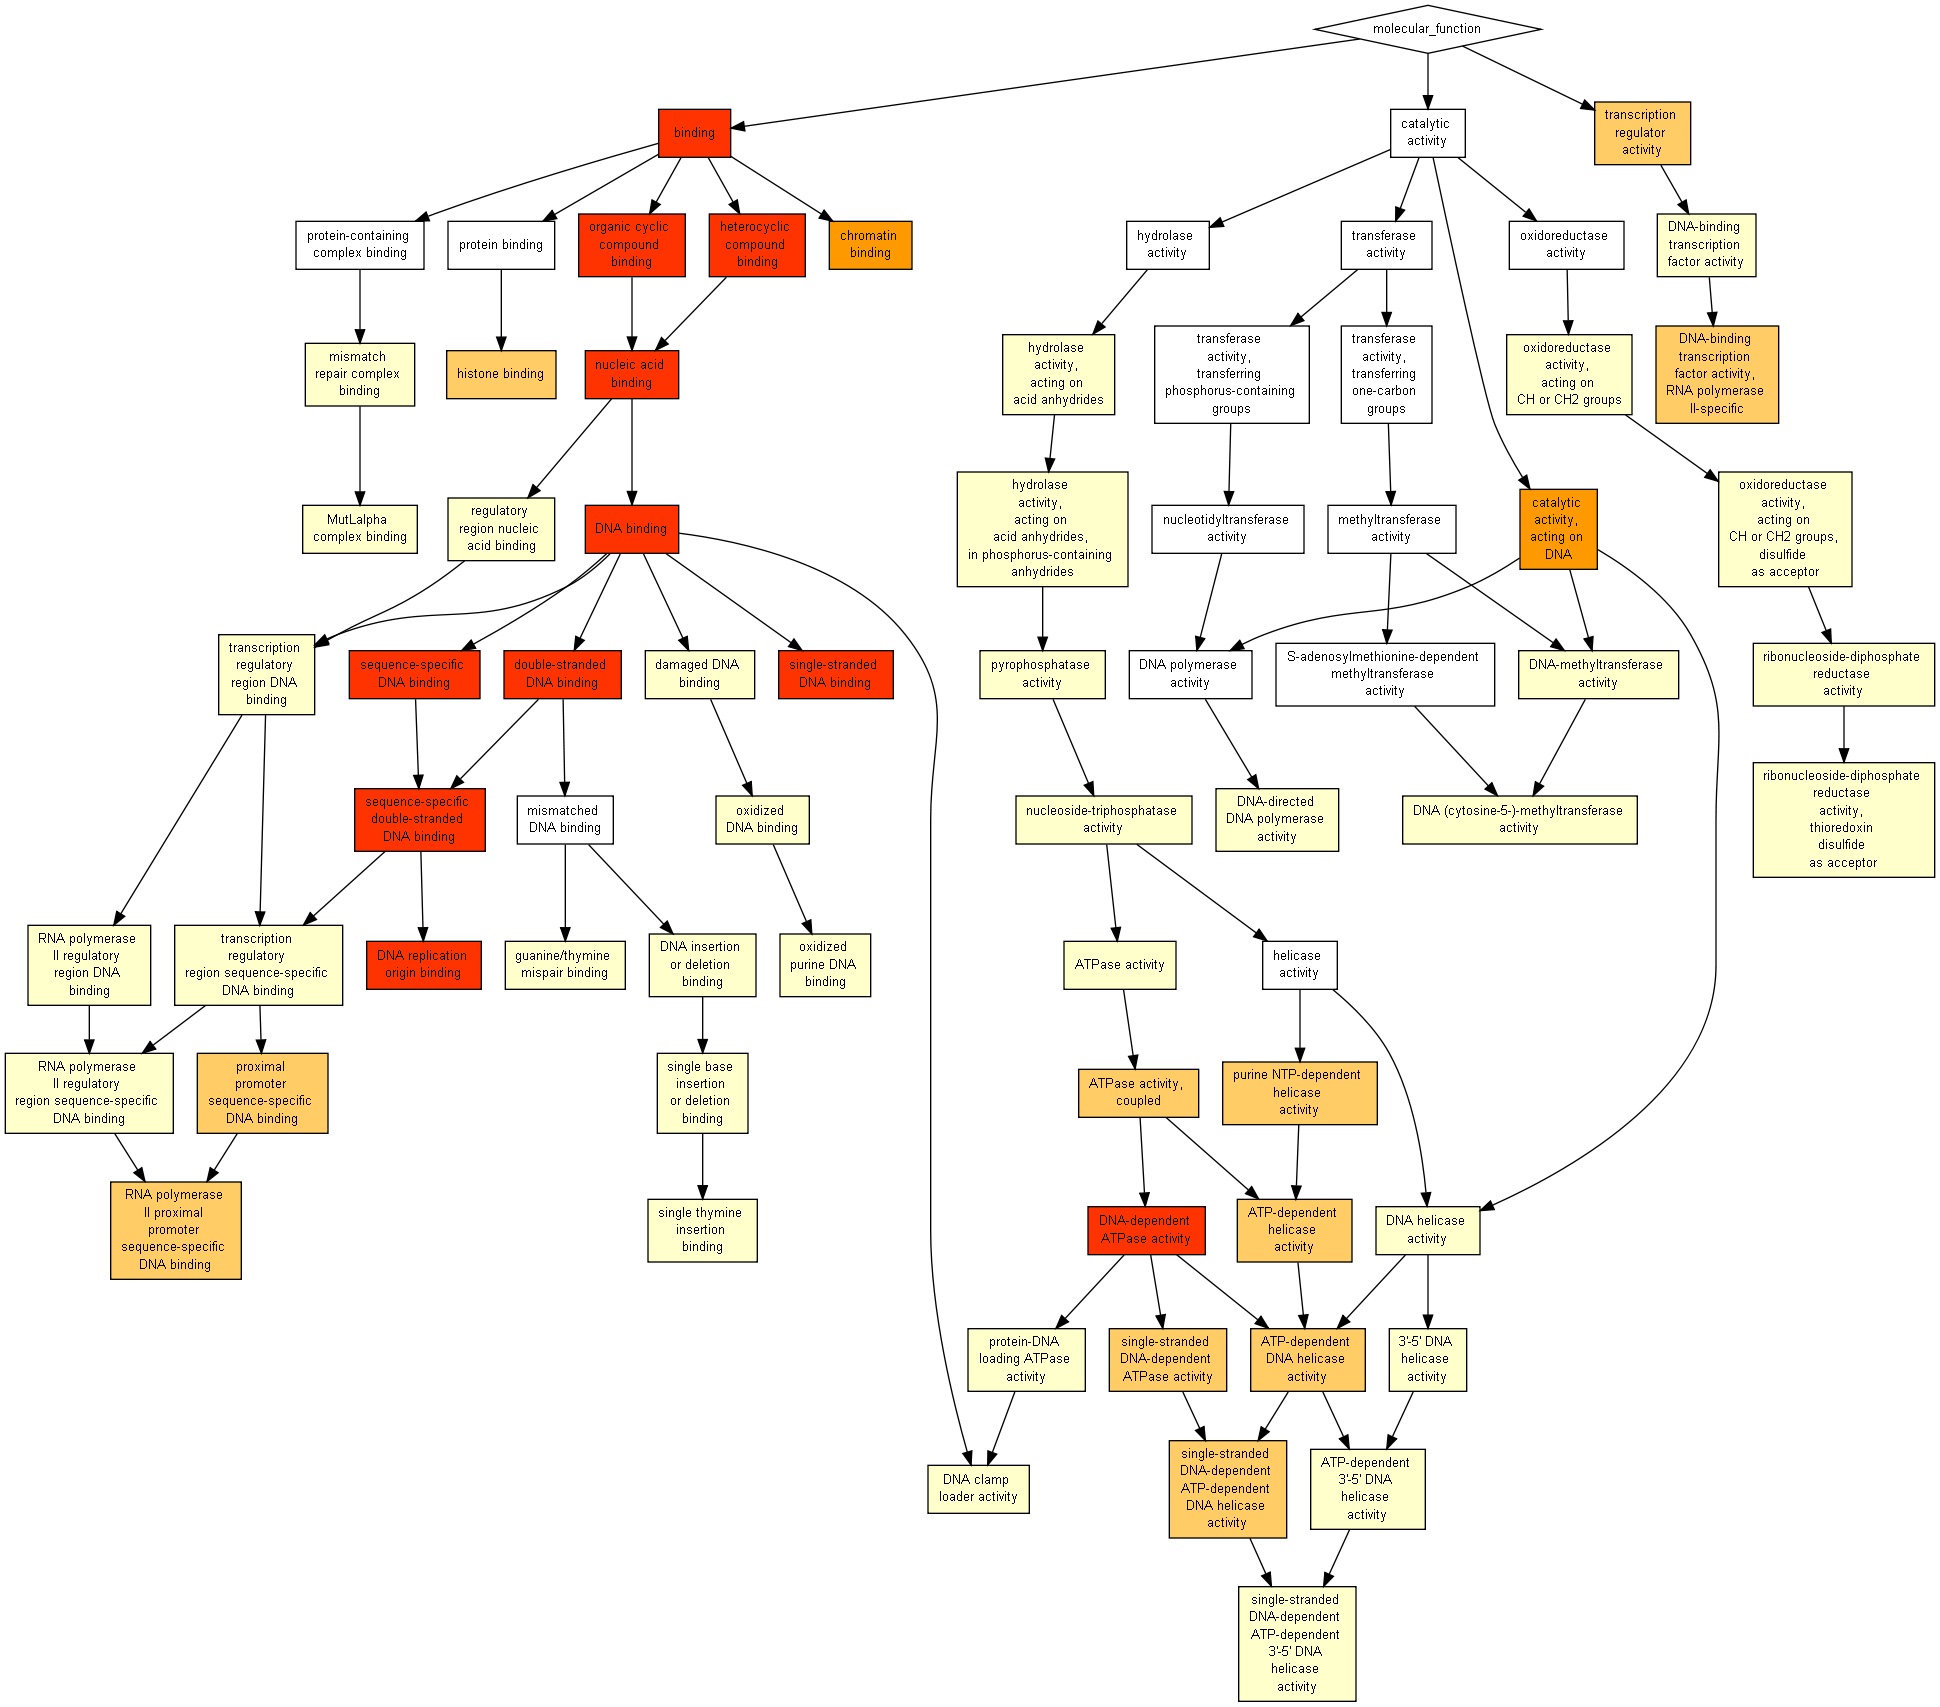 molecular_function
binding
catalytic
activity
transcription
regulator
activity
protein-containing
complex binding
protein binding
organic cyclic
compound
binding
heterocyclic
compound
binding
chromatin
binding
hydrolase
activity
transferase
activity
oxidoreductase
activity
DNA-binding
transcription
factor activity
mismatch
repair complex
binding
histone binding
nucleic acid
binding
hydrolase
activity,
acting on
acid anhydrides
transferase
activity,
transferring
phosphorus-containing
groups
transferase
activity,
transferring
one-carbon
groups
oxidoreductase
activity,
acting on
CH or CH2 groups
DNA-binding
transcription
factor activity,
RNA polymerase
II-specific
MutLalpha
complex binding
regulatory
region nucleic
acid binding
DNA binding
hydrolase
activity,
acting on
acid anhydrides,
in phosphorus-containing
anhydrides
nucleotidyltransferase
activity
methyltransferase
activity
catalytic
activity,
acting on
DNA
oxidoreductase
activity,
acting on
CH or CH2 groups,
disulfide
as acceptor
transcription
regulatory
region DNA
binding
sequence-specific
DNA binding
double-stranded
DNA binding
damaged DNA
binding
single-stranded
DNA binding
pyrophosphatase
activity
DNA polymerase
activity
S-adenosylmethionine-dependent
methyltransferase
activity
DNA-methyltransferase
activity
ribonucleoside-diphosphate
reductase
activity
sequence-specific
double-stranded
DNA binding
mismatched
DNA binding
oxidized
DNA binding
nucleoside-triphosphatase
activity
DNA-directed
DNA polymerase
activity
DNA (cytosine-5-)-methyltransferase
activity
ribonucleoside-diphosphate
reductase
activity,
thioredoxin
disulfide
as acceptor
RNA polymerase
II regulatory
region DNA
binding
transcription
regulatory
region sequence-specific
DNA binding
DNA replication
origin binding
guanine/thymine
mispair binding
DNA insertion
or deletion
binding
oxidized
purine DNA
binding
ATPase activity
helicase
activity
RNA polymerase
II regulatory
region sequence-specific
DNA binding
proximal
promoter
sequence-specific
DNA binding
single base
insertion
or deletion
binding
ATPase activity,
coupled
purine NTP-dependent
helicase
activity
RNA polymerase
II proximal
promoter
sequence-specific
DNA binding
single thymine
insertion
binding
DNA-dependent
ATPase activity
ATP-dependent
helicase
activity
DNA helicase
activity
protein-DNA
loading ATPase
activity
single-stranded
DNA-dependent
ATPase activity
ATP-dependent
DNA helicase
activity
3'-5' DNA
helicase
activity
DNA clamp
loader activity
single-stranded
DNA-dependent
ATP-dependent
DNA helicase
activity
ATP-dependent
3'-5' DNA
helicase
activity
single-stranded
DNA-dependent
ATP-dependent
3'-5' DNA
helicase
activity